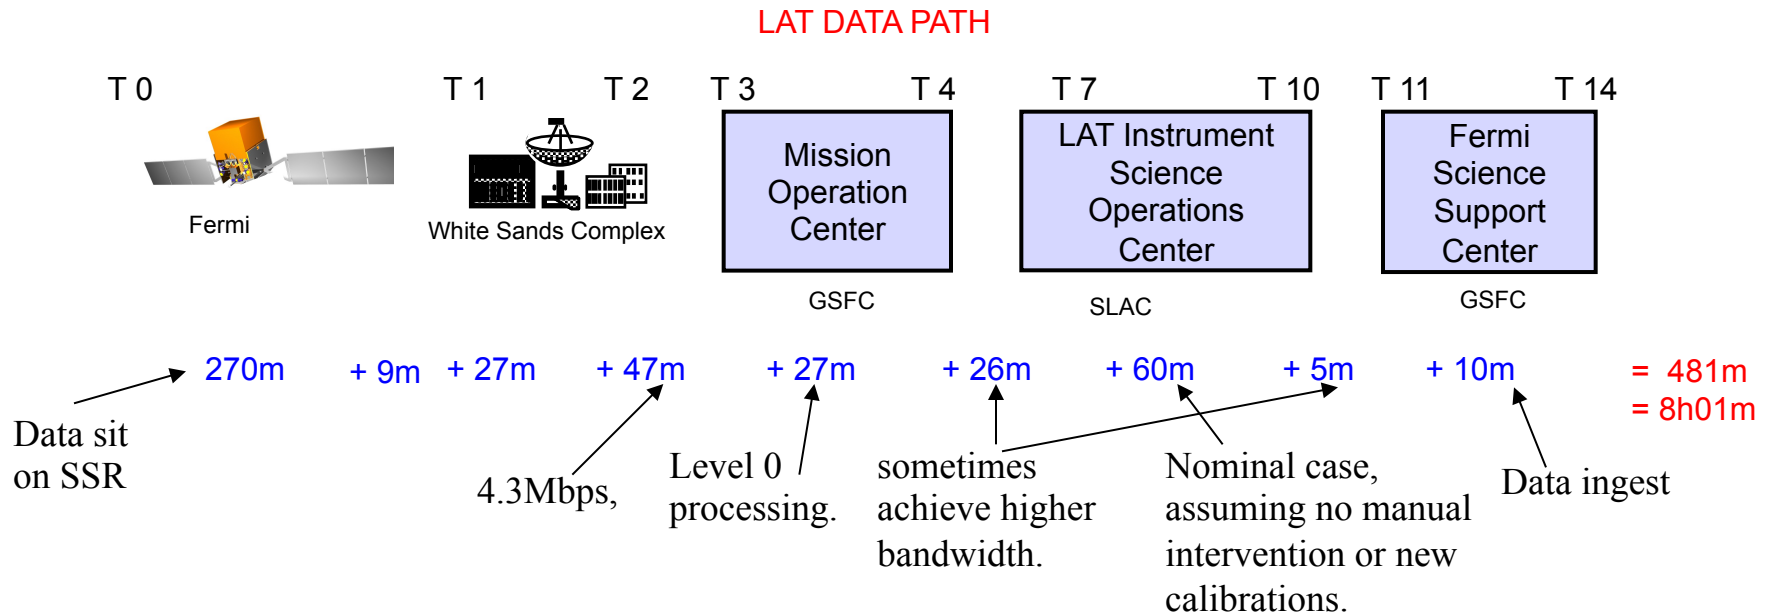 LAT DATA PATH
T 0 T 1 T 2 T 3 T 4 T 7 T 10 T 11 T 14
Fermi
White Sands Complex
Mission
Operation
Center
GSFC
LAT Instrument
Science
Operations
Center
SLAC
Fermi
Science
Support
Center
GSFC
270m + 9m + 27m + 47m + 27m + 26m + 60m + 5m + 10m = 481m
= 8h01m
Data sit
on SSR
4.3Mbps,
Level 0
processing.
sometimes
achieve higher
bandwidth.
Nominal case,
assuming no manual
intervention or new
calibrations.
Data ingest